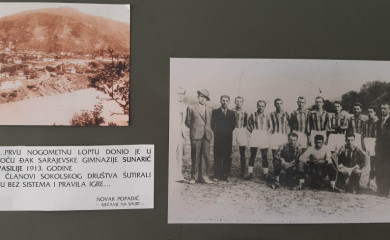 ...PRVU NOGOMETNU LOPTU DONIO JE U
OČU ĐAK SARAJEVSKE GIMNAZIJE SUNARIĆ
ASILIJE 1913. GODINE
ČLANOVI SOKOLSKOG DRUŠTVA ŠUTIRALI
U BEZ SISTEMA I PRAVILA IGRE...
NOVAK POPADIĆ